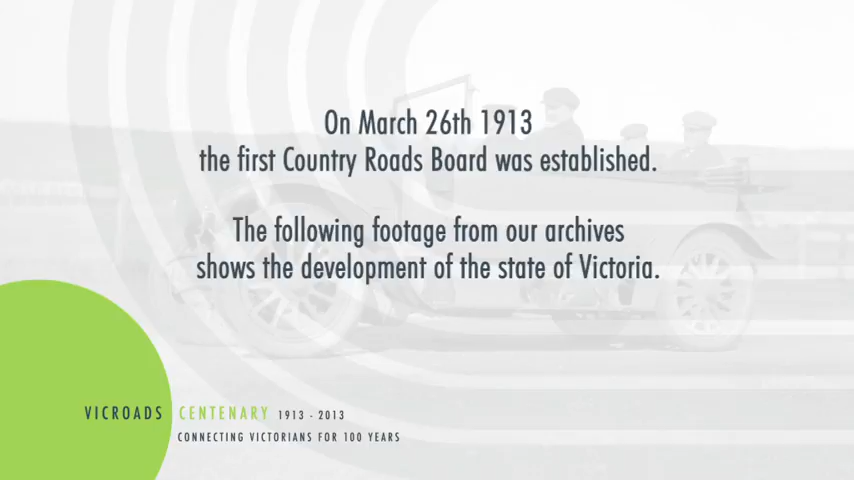 On March 26th 1913
the first Country Roads Board was established.
The following footage from our archives
shows the development of the state of Victoria.
VICROADS CENTENARY 1913 - 2013
CONNECTING VICTORIANS FOR 100 YEARS